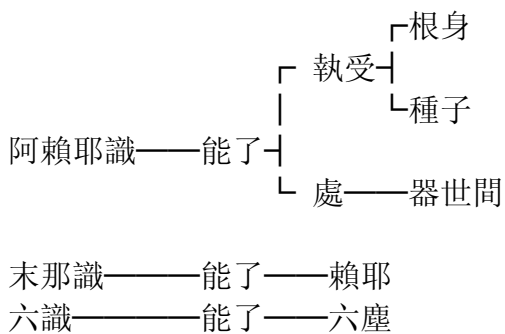 ┌根身
┌ 執受┤
│ └種子
阿賴耶識——能了┤
└ 處——器世間
末那識———能了——賴耶
六識————能了——六塵